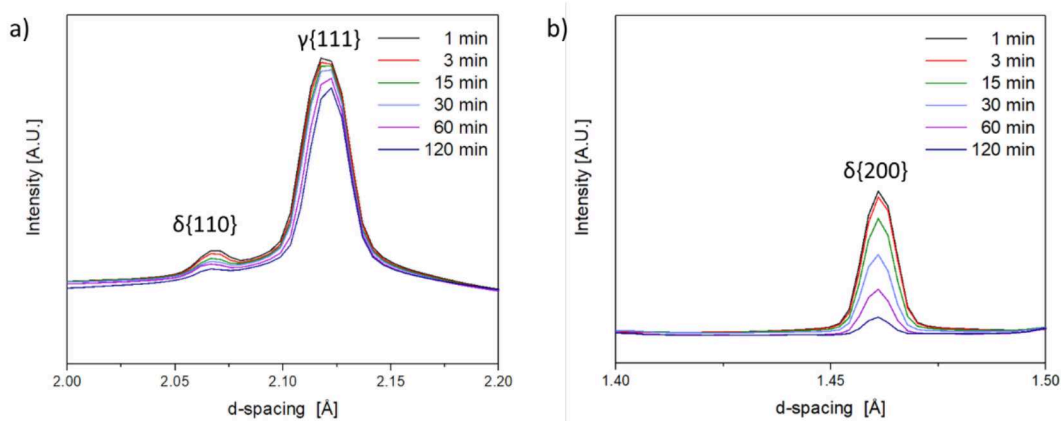 a)
γ{111}
δ{110}
1 min
3 min
15 min
30 min
60 min
120 min
Intensity [A.U.]
2.00
2.05
2.10
2.15
2.20
d-spacing [Å]
b)
δ{200}
1 min
3 min
15 min
30 min
60 min
120 min
Intensity [A.U.]
1.40
1.45
1.50
d-spacing [Å]